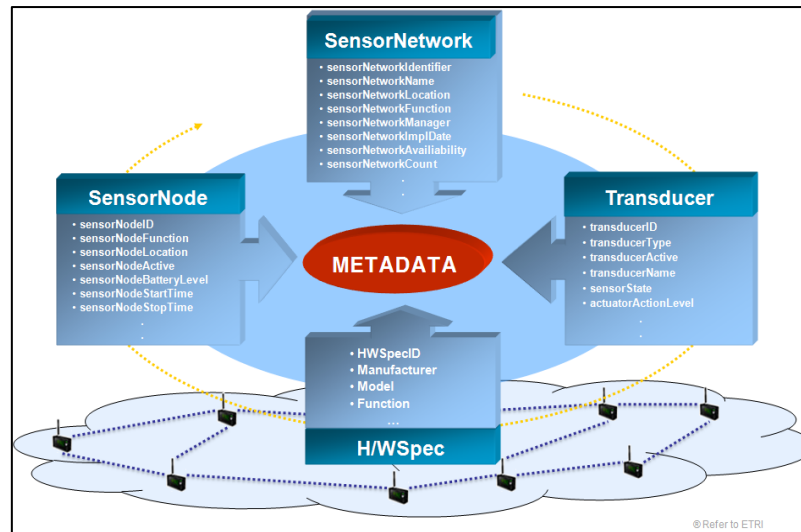 SensorNetwork
• sensorNetworkIdentifier
• sensorNetworkName
• sensorNetworkLocation
• sensorNetworkFunction
• sensorNetworkManager
• sensorNetworkImplDate
• sensorNetworkAvailiability
• sensorNetworkCount
.
.
SensorNode
• sensorNodeID
• sensorNodeFunction
• sensorNodeLocation
• sensorNodeActive
• sensorNodeBatteryLevel
• sensorNodeStartTime
• sensorNodeStopTime
.
.
METADATA
Transducer
• transducerID
• transducerType
• transducerActive
• transducerName
• sensorState
• actuatorActionLevel
.
.
• HWSpecID
• Manufacturer
• Model
• Function
...
H/WSpec
® Refer to ETRI